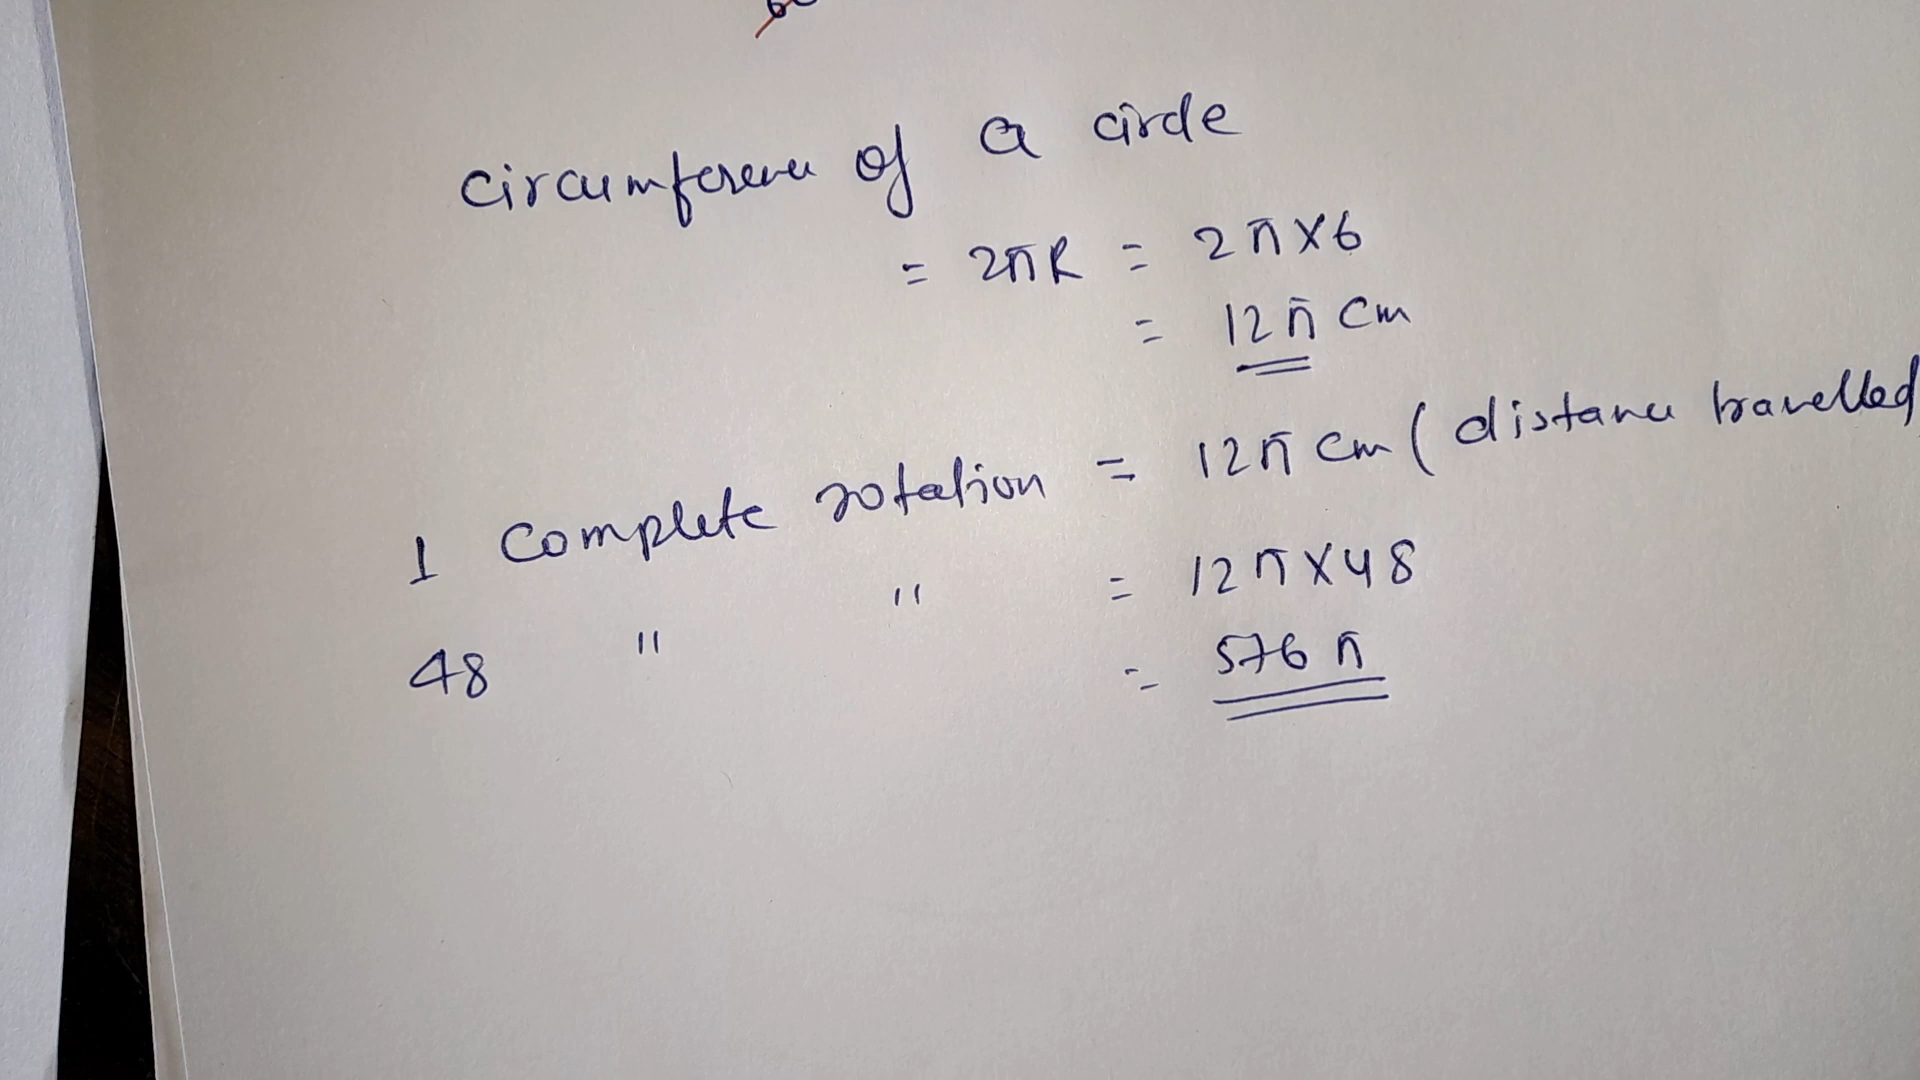 circumference of a circle
= 2πR = 2π×6
= 12π cm
1 complete rotation = 12π cm (distance travelled
48 " " = 12π×48
= 576 π